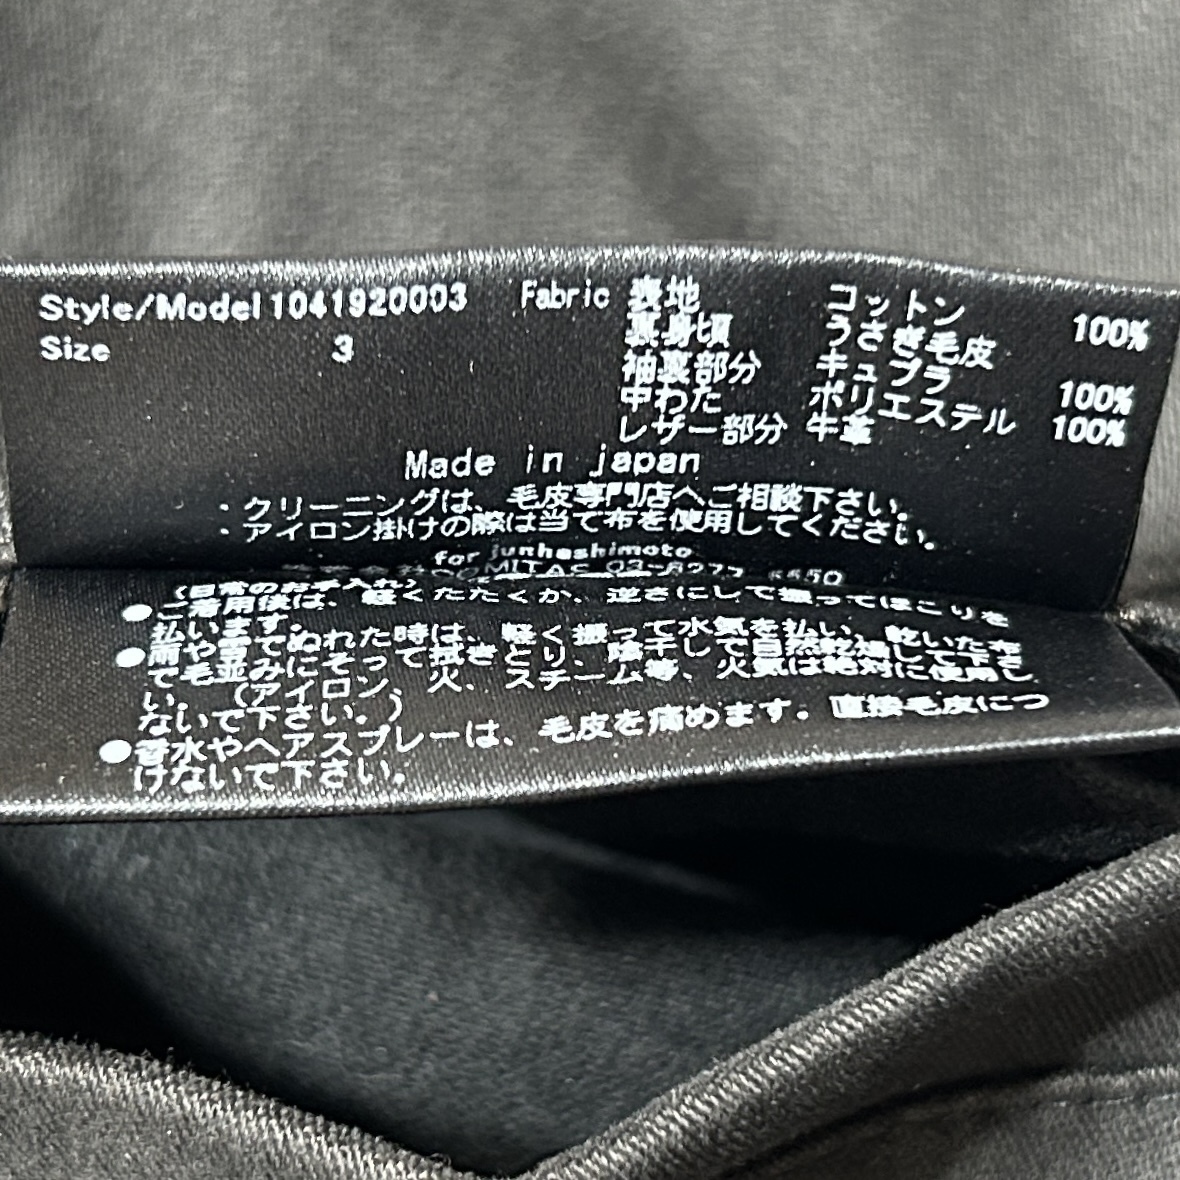 Style/Model 1041920003 Fabric 表地 コットン 100%
Size 3 裏身頃 うさぎ毛皮
袖裏部分 キュプラ 100%
中わた ポリエステル 100%
レザー部分 牛革
Made in japan
・クリーニングは、毛皮専門店へご相談下さい。
・アイロン掛けの際は当て布を使用してください。
for junhashimoto
03-6277
(日常のお手入れ)
●ご着用後は、軽くたたくか、逆さにして振ってほこりを
払います。
●雨や雪でぬれた時は、軽く振って水気を払い、乾いた布
で毛並みにそって拭きとり、陰干しで自然乾燥して下さ
い。(アイロン、火、スチーム等、火気は絶対に使用し
ないで下さい。)
●香水やヘアスプレーは、毛皮を痛めます。直接毛皮につ
けないで下さい。